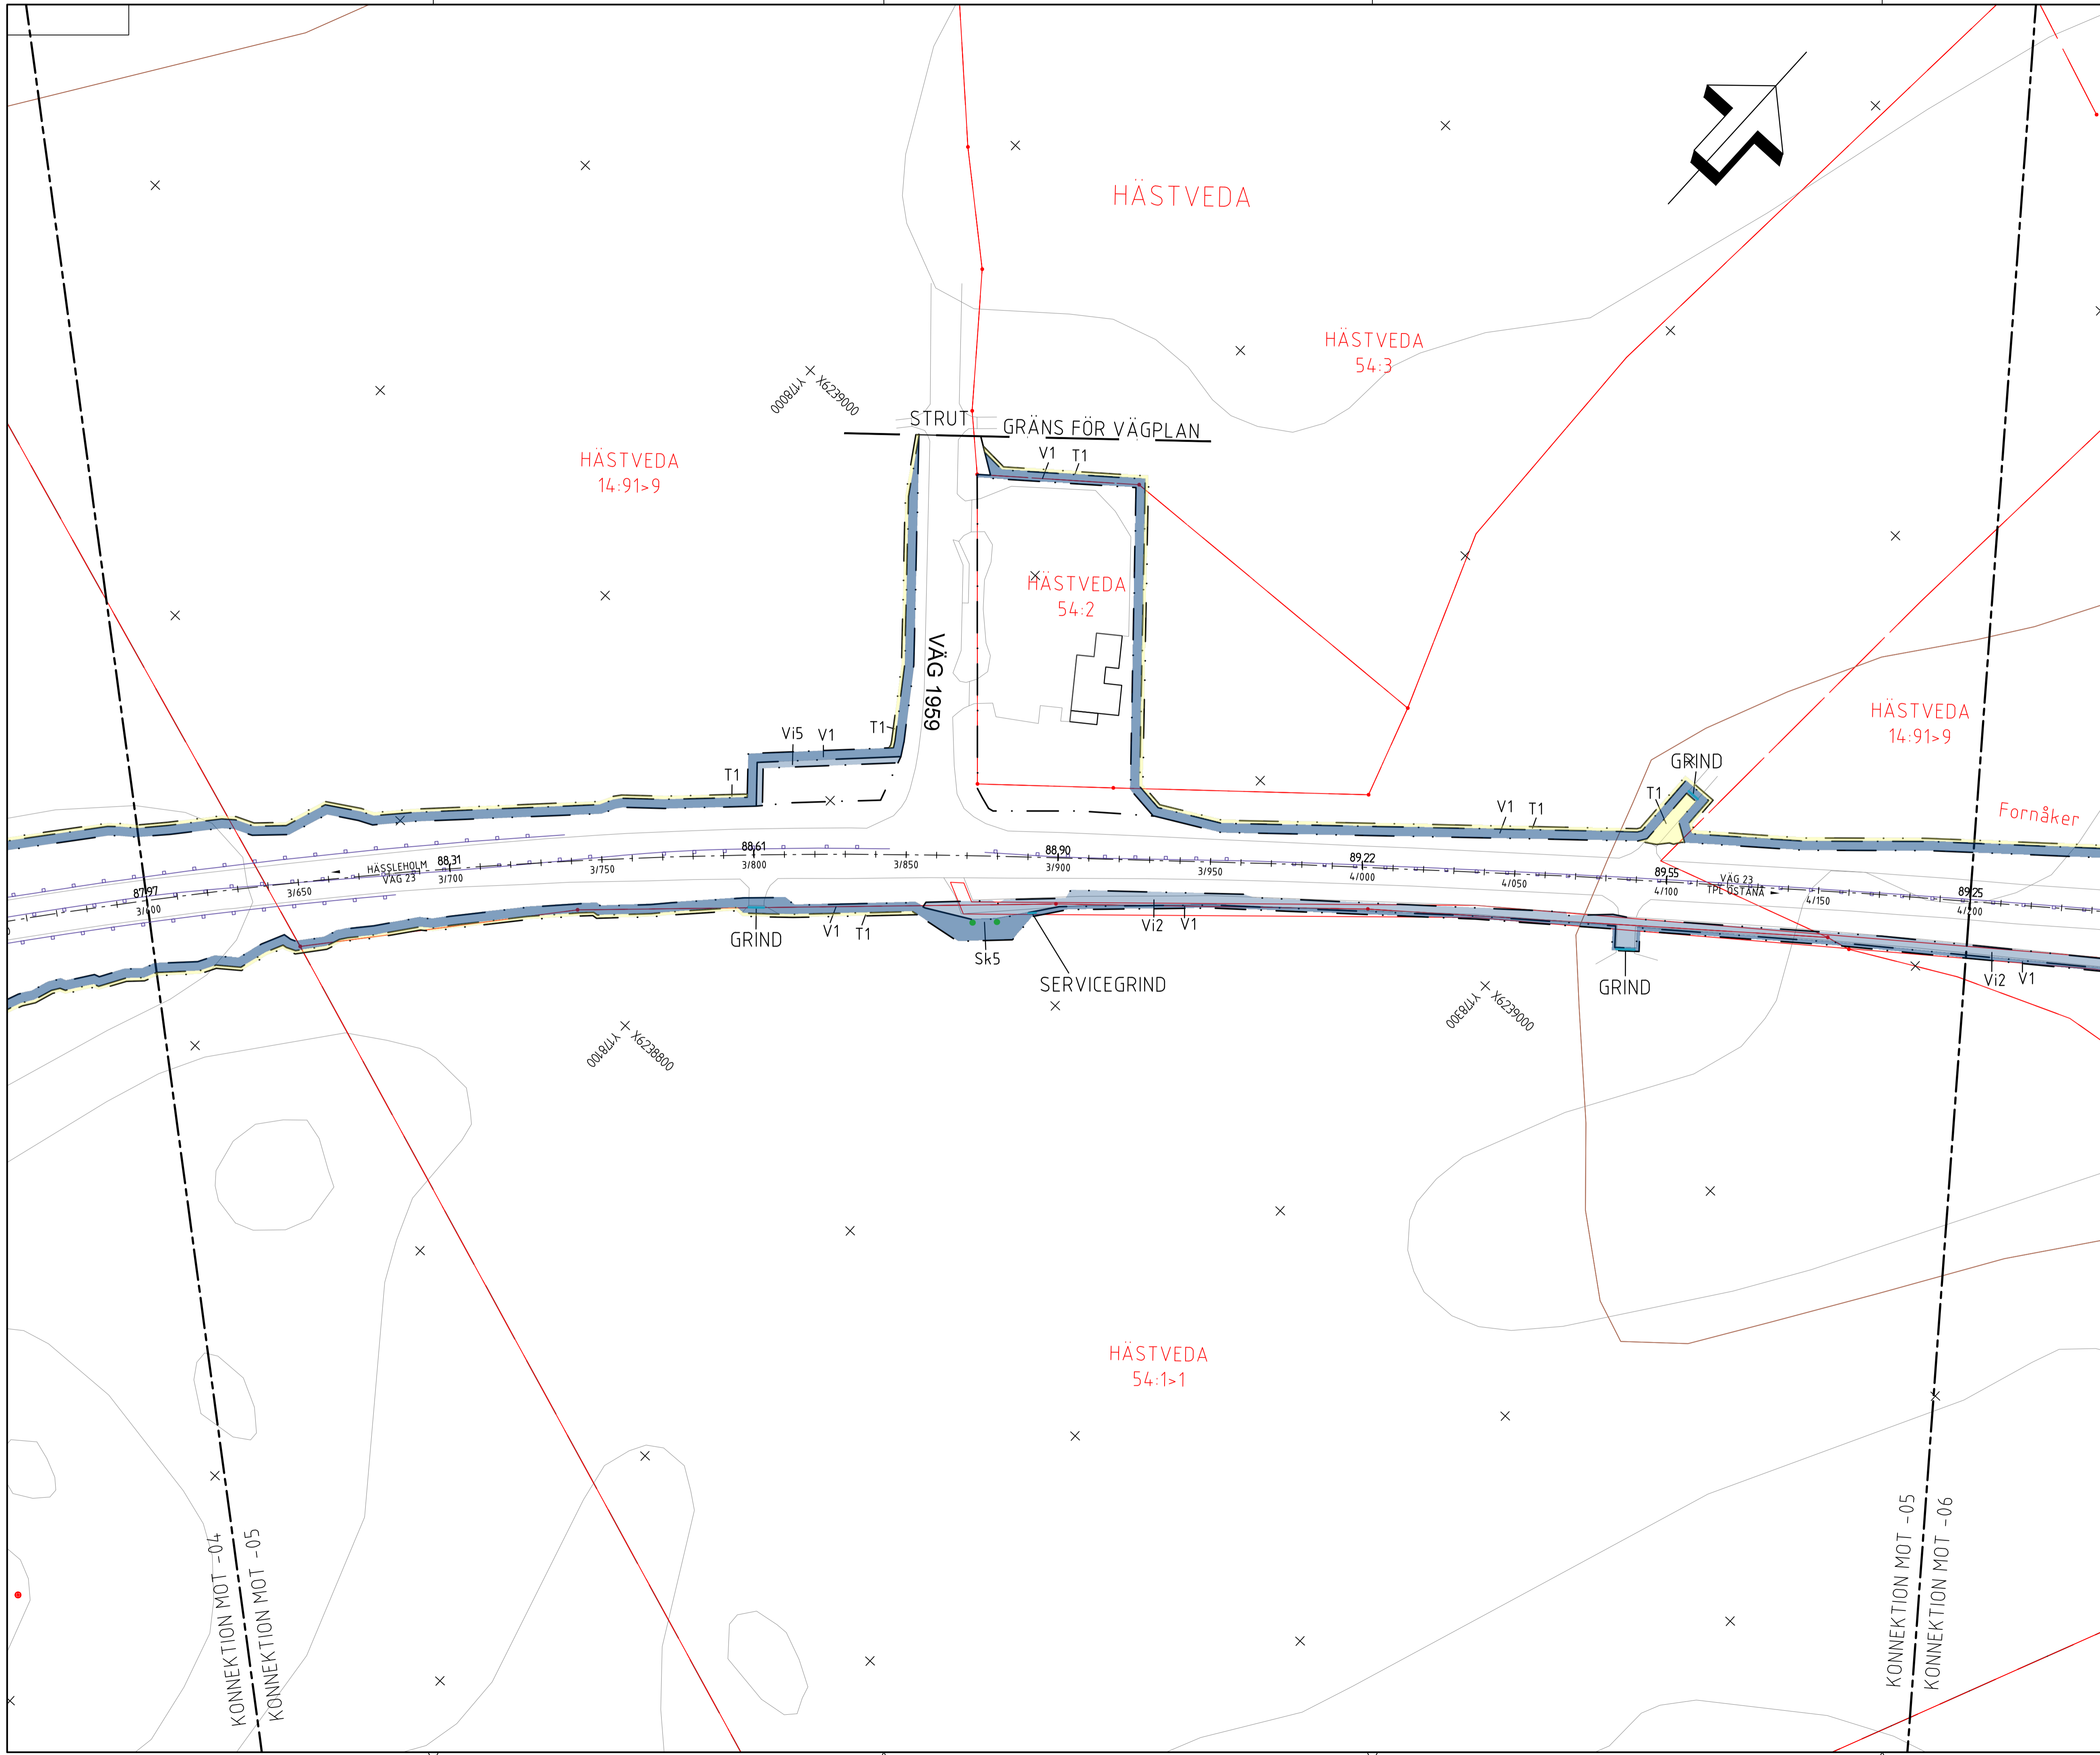 HÄSTVEDA
HÄSTVEDA
54:3
Y178000
X6239000
STRUT
GRÄNS FÖR VÄGPLAN
V1
T1
HÄSTVEDA
14:91>9
HÄSTVEDA
54:2
VÄG 1959
HÄSTVEDA
14:91>9
T1
Vi5
V1
T1
GRIND
T1
V1
T1
Fornåker
HÄSSLEHOLM
VÄG 23
87,97
88,31
88,61
88,90
89,22
89,55
89,25
3/600
3/650
3/700
3/750
3/800
3/850
3/900
3/950
4/000
4/050
4/100
4/150
4/200
VÄG 23
TPL ÖSTANÅ
GRIND
V1
T1
Sk5
SERVICEGRIND
Vi2
V1
GRIND
Vi2
V1
Y178300
X6239000
Y178100
X6238800
HÄSTVEDA
54:1>1
KONNEKTION MOT -04
KONNEKTION MOT -05
KONNEKTION MOT -05
KONNEKTION MOT -06